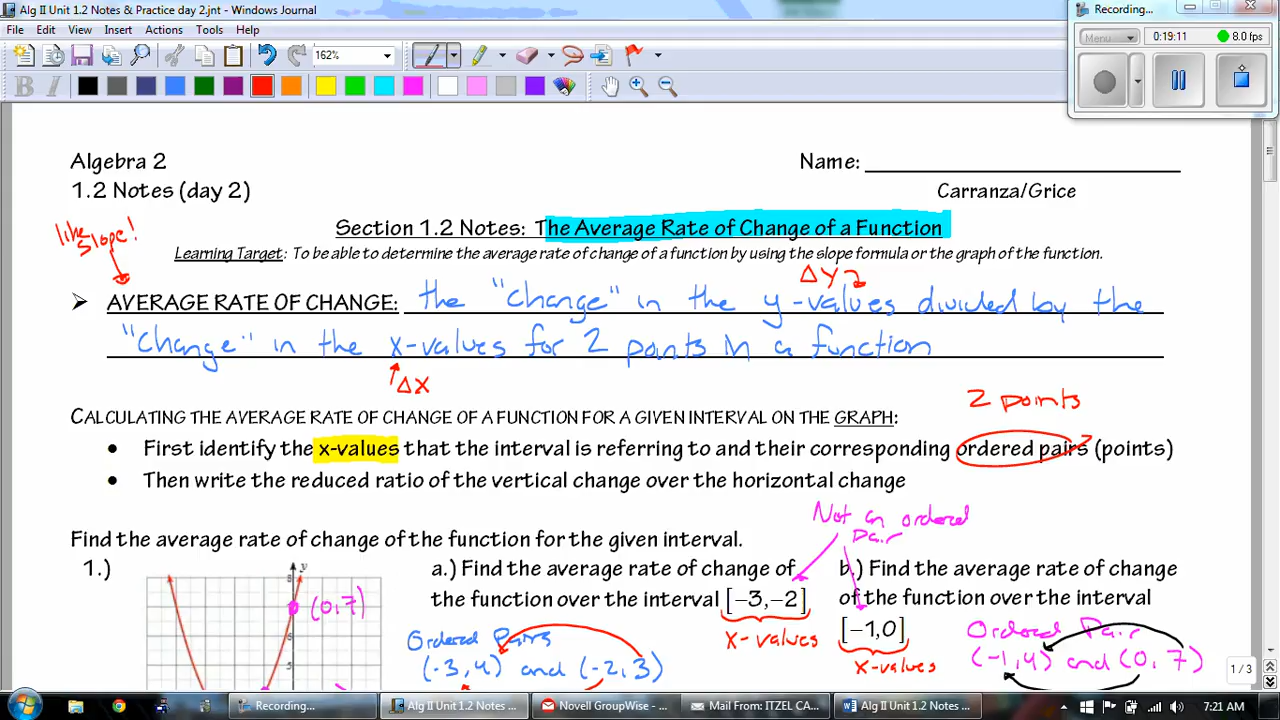 Alg II Unit 1.2 Notes & Practice day 2.jnt - Windows Journal
Recording...
File Edit View Insert Actions Tools Help
Menu
0:19:11
8.0 fps
162%
B I
Algebra 2
Name:
1.2 Notes (day 2)
Carranza/Grice
like slope!
Section 1.2 Notes: The Average Rate of Change of a Function
Learning Target: To be able to determine the average rate of change of a function by using the slope formula or the graph of the function.
Δy
➢ AVERAGE RATE OF CHANGE: the "change" in the y-values divided by the
"change" in the x-values for 2 points in a function
Δx
2 points
CALCULATING THE AVERAGE RATE OF CHANGE OF A FUNCTION FOR A GIVEN INTERVAL ON THE GRAPH:
• First identify the x-values that the interval is referring to and their corresponding ordered pairs (points)
• Then write the reduced ratio of the vertical change over the horizontal change
Not an ordered
pair
Find the average rate of change of the function for the given interval.
1.)
y
8
(0,7)
5
a.) Find the average rate of change of
the function over the interval [-3,-2]
x-values
Ordered Pairs
(-3,4) and (-2,3)
b.) Find the average rate of change
of the function over the interval
[-1,0]
x-values
Ordered Pair
(-1,4) and (0,7)
1/3
Recording...
Alg II Unit 1.2 Notes ...
Novell GroupWise - ...
Mail From: ITZEL CA...
Alg II Unit 1.2 Notes ...
7:21 AM